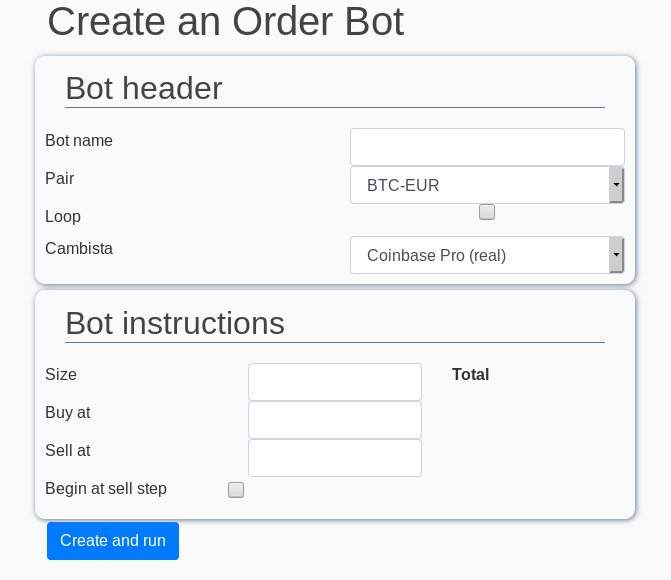 Create an Order Bot
Bot header
Bot name
Pair BTC-EUR
Loop
Cambista Coinbase Pro (real)
Bot instructions
Size Total
Buy at
Sell at
Begin at sell step
Create and run